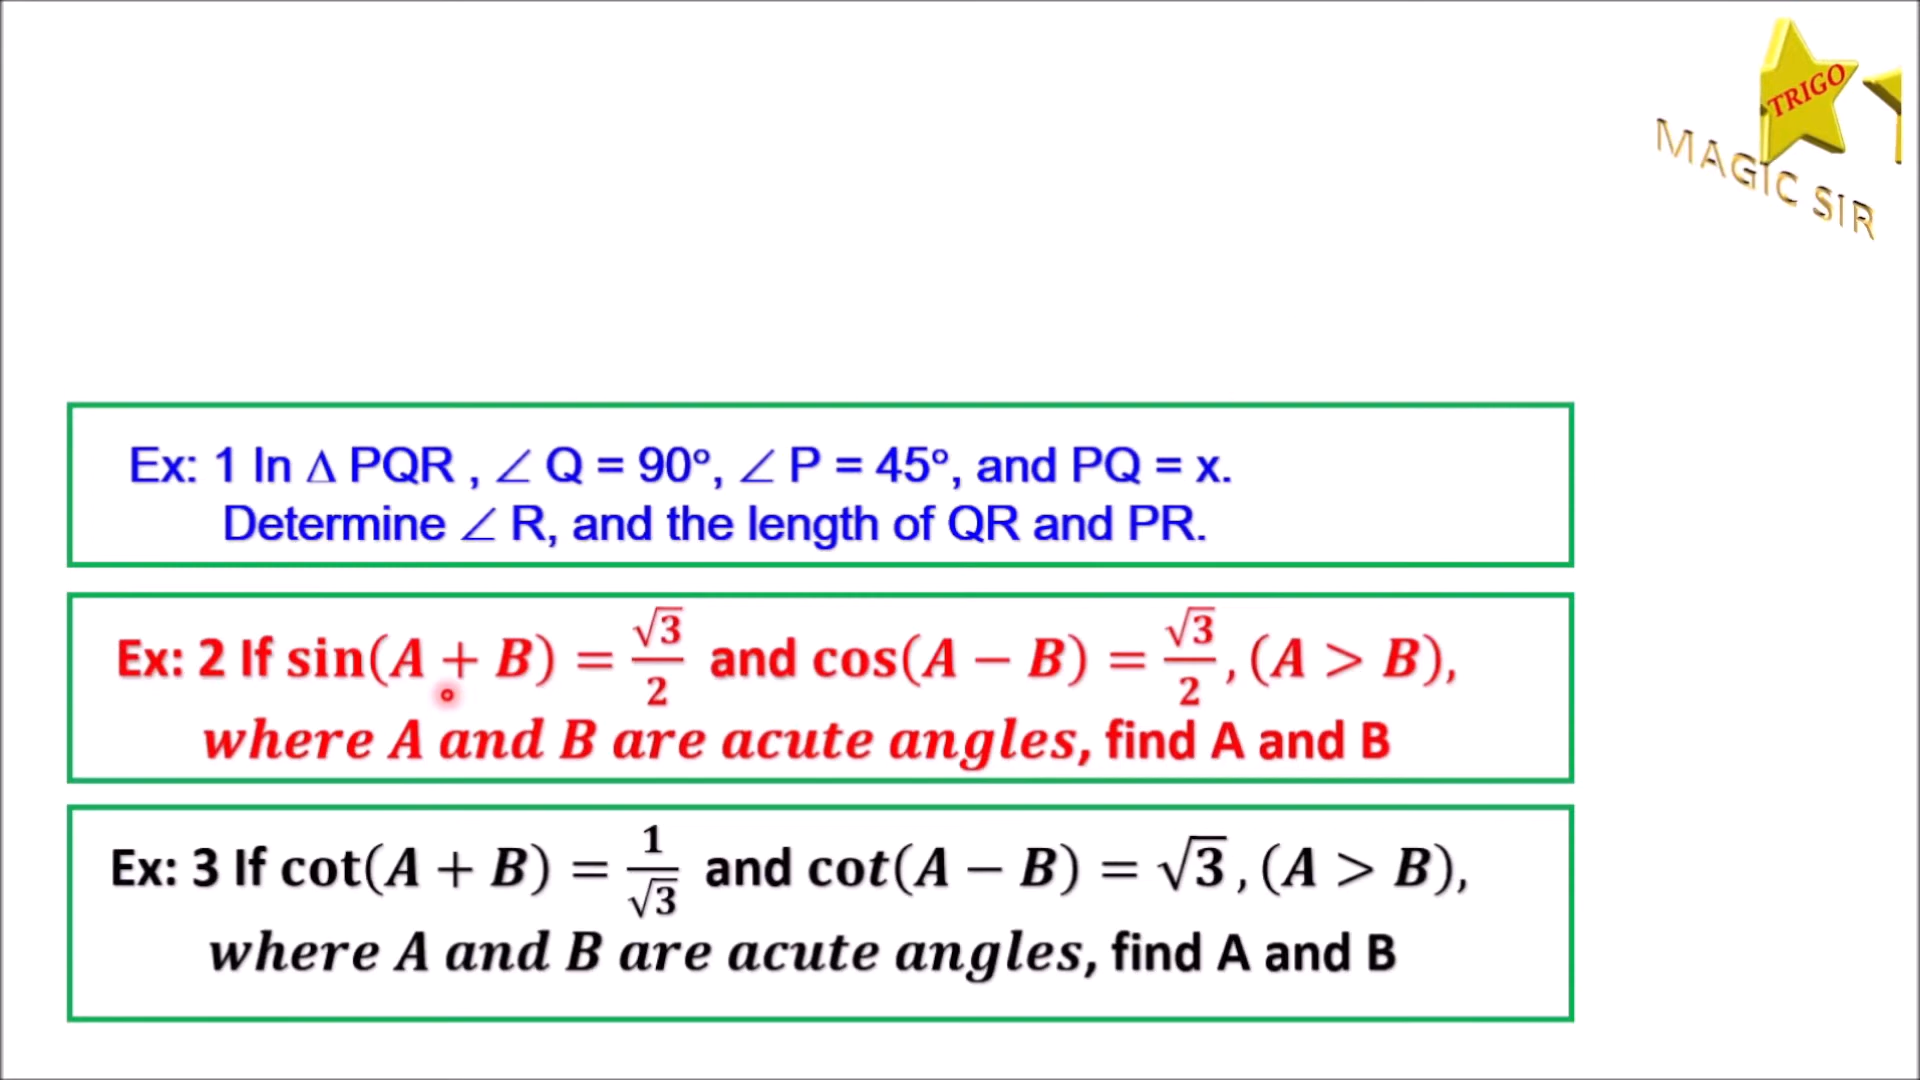 TRIGO
MAGIC SIR
Ex: 1 In Δ PQR , ∠ Q = 90°, ∠ P = 45°, and PQ = x.
Determine ∠ R, and the length of QR and PR.
Ex: 2 If sin(A + B) = √3/2 and cos(A − B) = √3/2, (A > B),
where A and B are acute angles, find A and B
Ex: 3 If cot(A + B) = 1/√3 and cot(A − B) = √3, (A > B),
where A and B are acute angles, find A and B